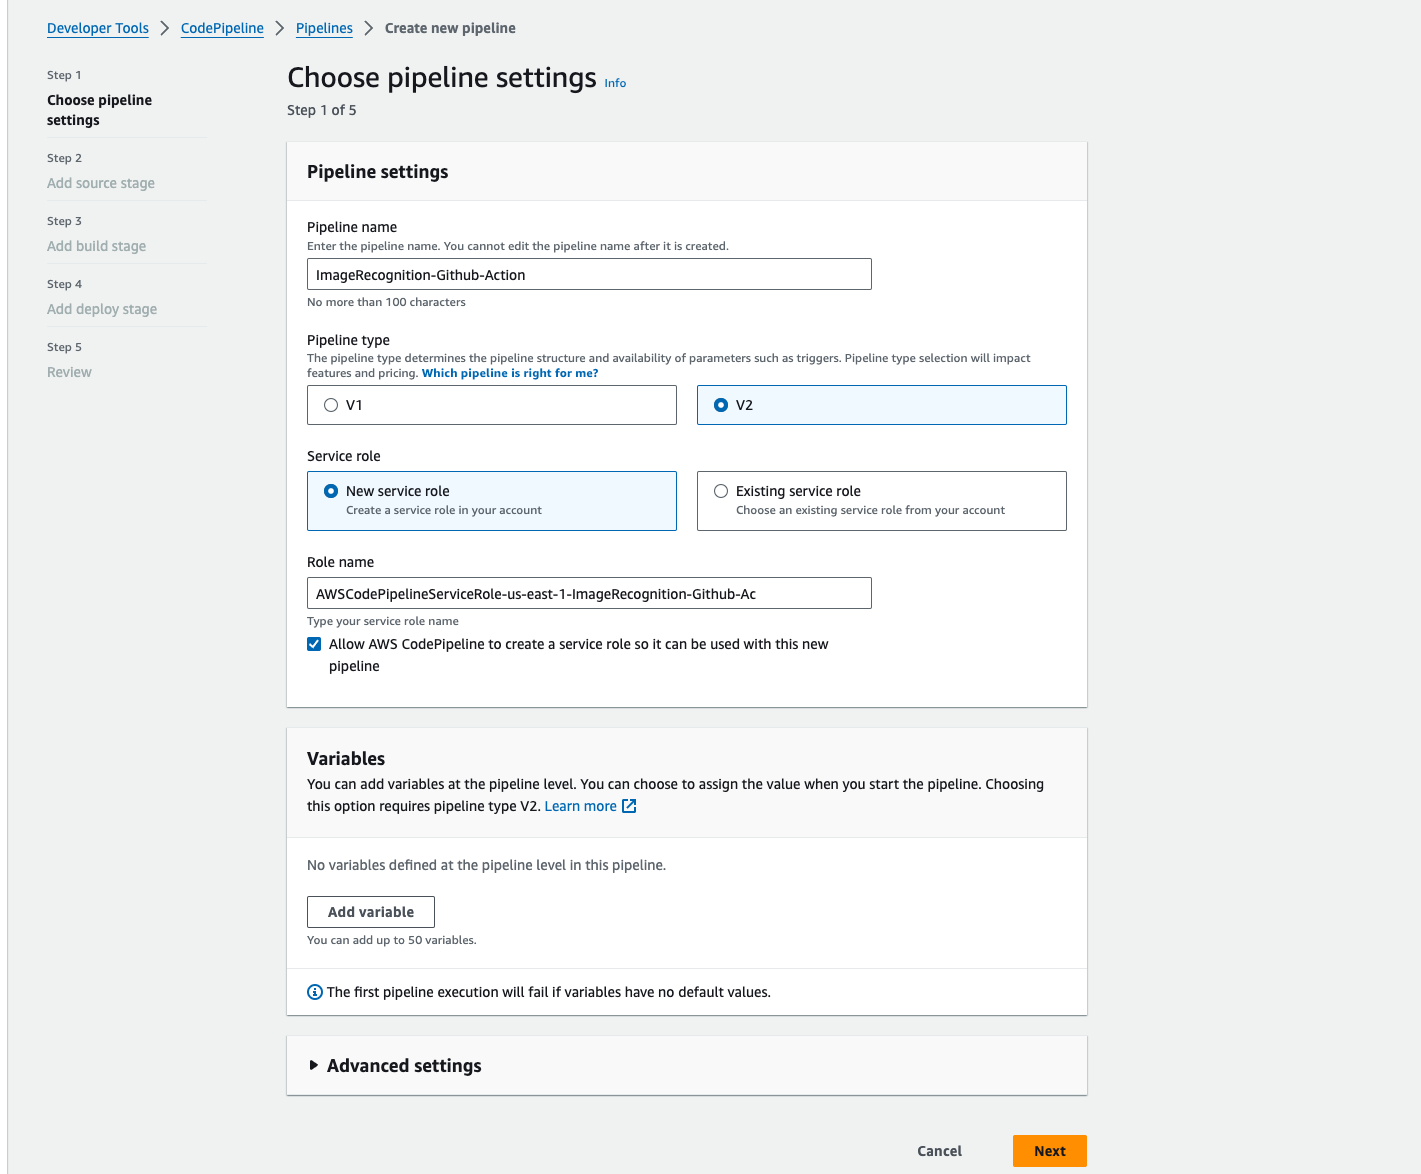 Developer Tools > CodePipeline > Pipelines > Create new pipeline
Step 1
Choose pipeline
settings
Step 2
Add source stage
Step 3
Add build stage
Step 4
Add deploy stage
Step 5
Review
Choose pipeline settings Info
Step 1 of 5
Pipeline settings
Pipeline name
Enter the pipeline name. You cannot edit the pipeline name after it is created.
ImageRecognition-Github-Action
No more than 100 characters
Pipeline type
The pipeline type determines the pipeline structure and availability of parameters such as triggers. Pipeline type selection will impact
features and pricing. Which pipeline is right for me?
V1
V2
Service role
New service role
Create a service role in your account
Existing service role
Choose an existing service role from your account
Role name
AWSCodePipelineServiceRole-us-east-1-ImageRecognition-Github-Ac
Type your service role name
Allow AWS CodePipeline to create a service role so it can be used with this new
pipeline
Variables
You can add variables at the pipeline level. You can choose to assign the value when you start the pipeline. Choosing
this option requires pipeline type V2. Learn more
No variables defined at the pipeline level in this pipeline.
Add variable
You can add up to 50 variables.
The first pipeline execution will fail if variables have no default values.
Advanced settings
Cancel
Next